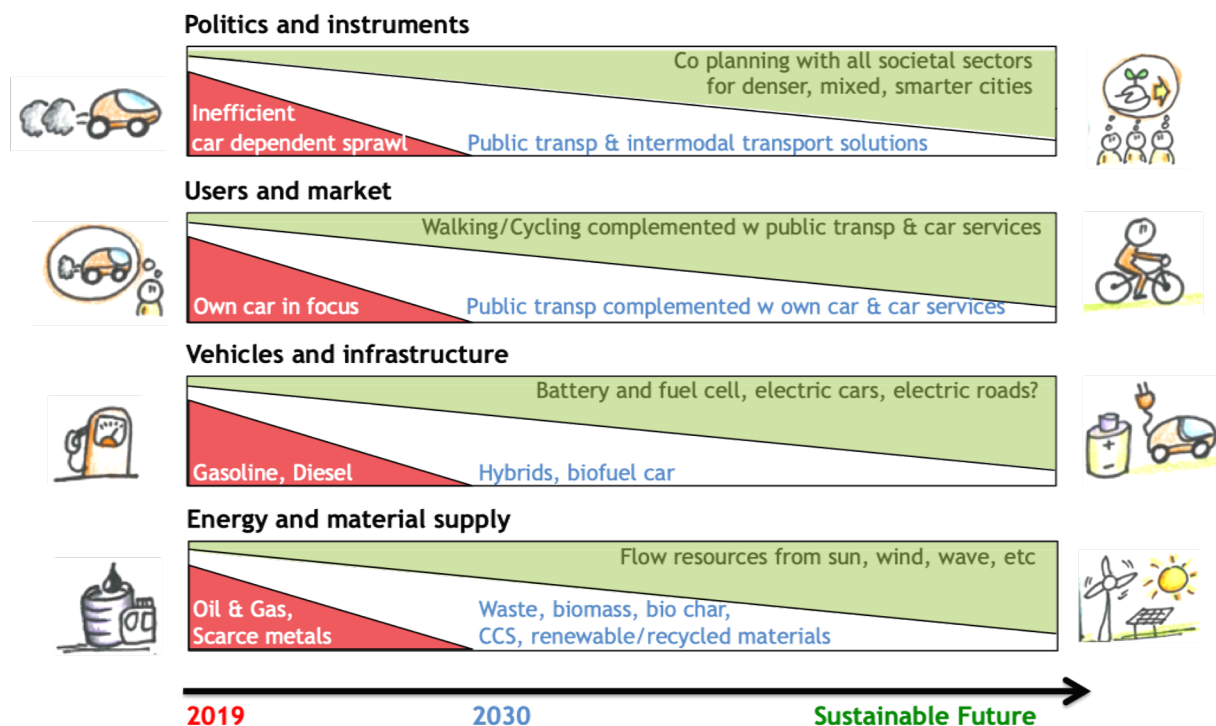 Politics and instruments
Co planning with all societal sectors
for denser, mixed, smarter cities
Inefficient
car dependent sprawl
Public transp & intermodal transport solutions
Users and market
Walking/Cycling complemented w public transp & car services
Own car in focus
Public transp complemented w own car & car services
Vehicles and infrastructure
Battery and fuel cell, electric cars, electric roads?
Gasoline, Diesel
Hybrids, biofuel car
+
-
Energy and material supply
Flow resources from sun, wind, wave, etc
Oil & Gas,
Scarce metals
Waste, biomass, bio char,
CCS, renewable/recycled materials
2019
2030
Sustainable Future